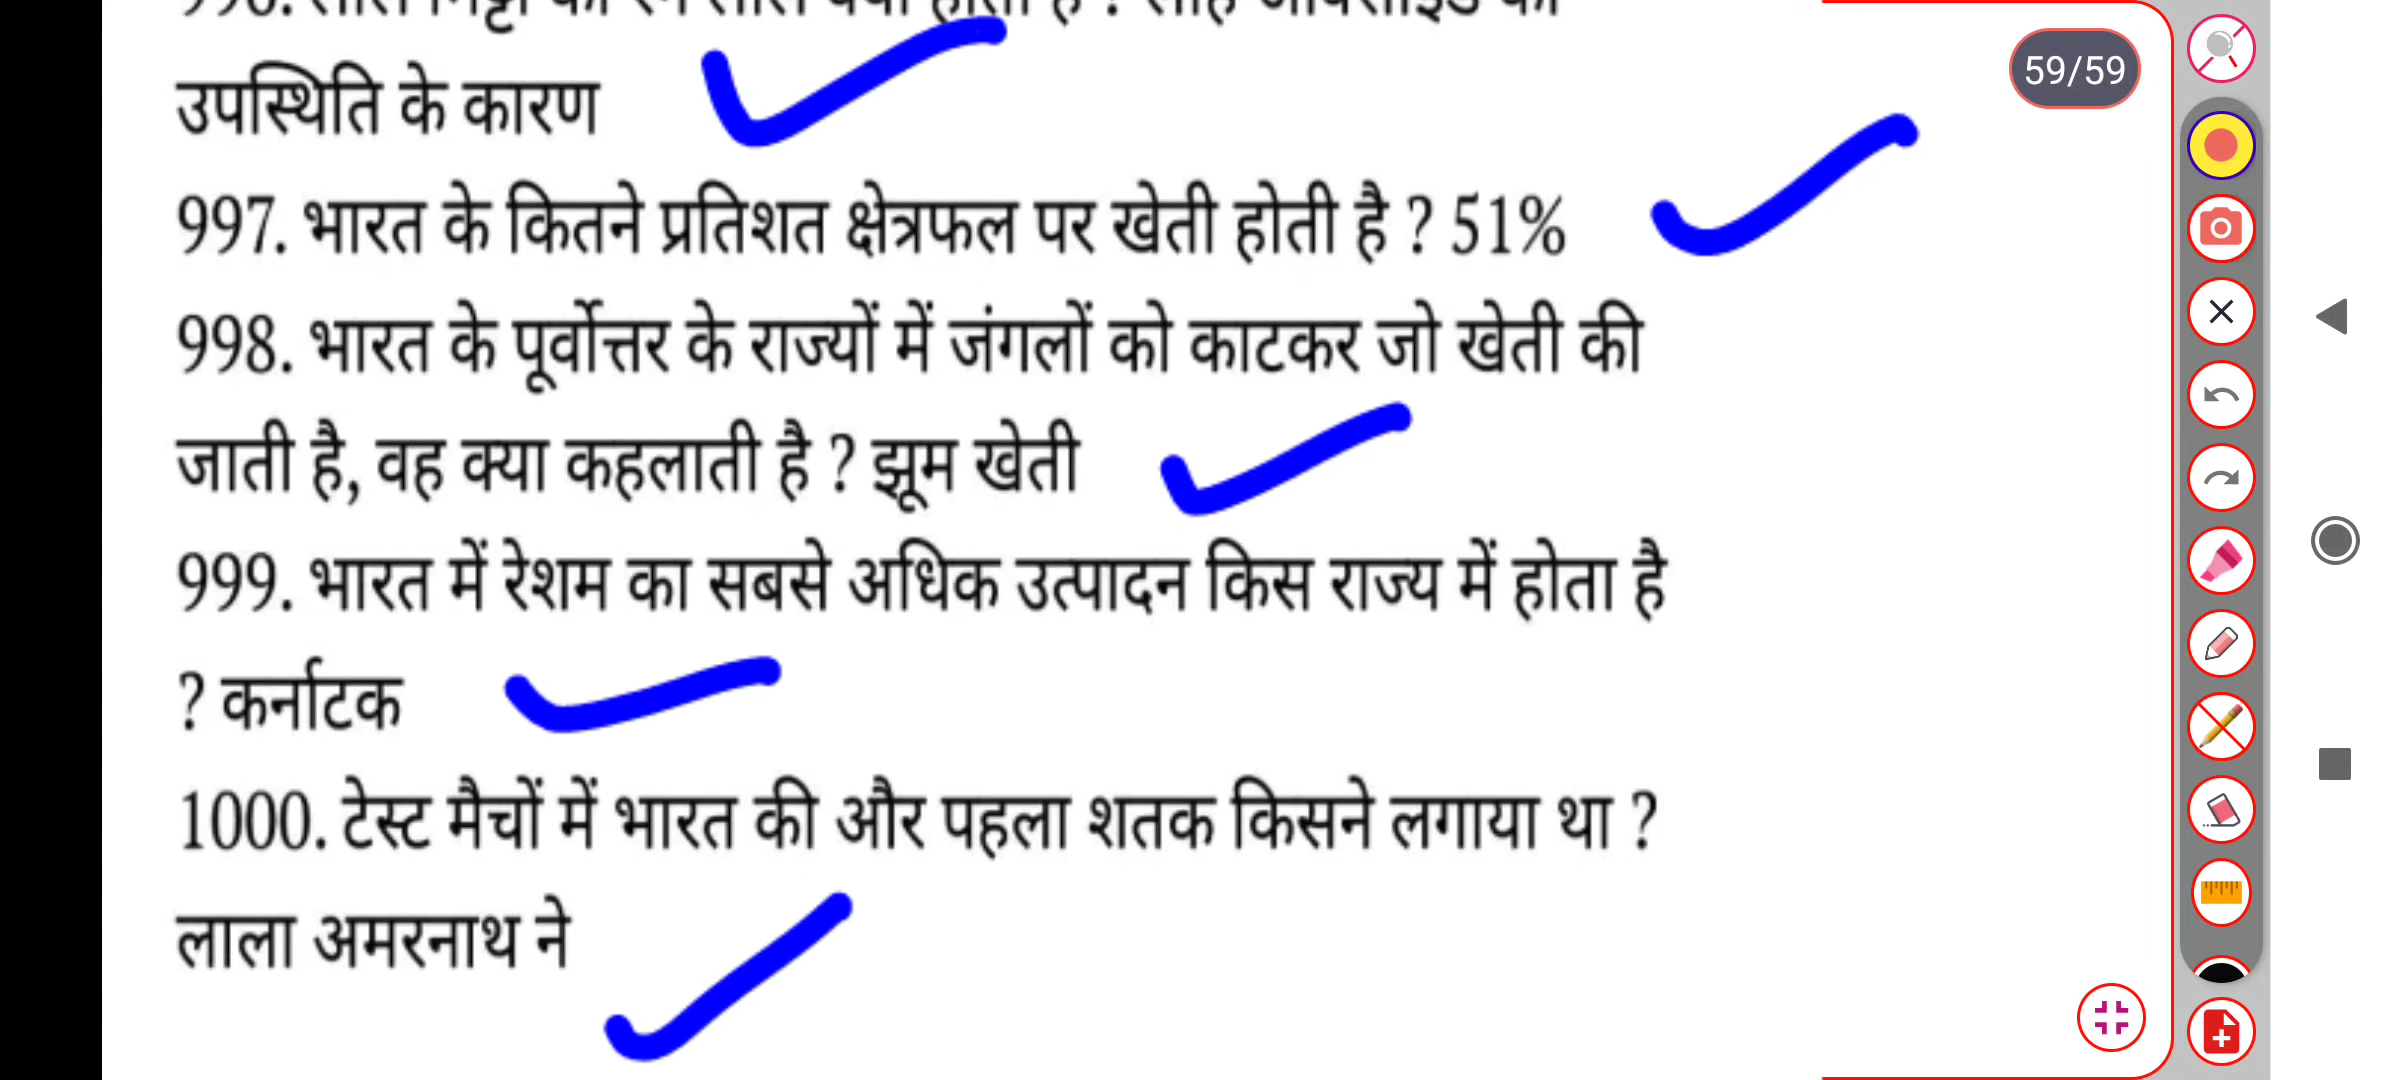 उपस्थिति के कारण
997. भारत के कितने प्रतिशत क्षेत्रफल पर खेती होती है ? 51%
998. भारत के पूर्वोत्तर के राज्यों में जंगलों को काटकर जो खेती की
जाती है, वह क्या कहलाती है ? झूम खेती
999. भारत में रेशम का सबसे अधिक उत्पादन किस राज्य में होता है
? कर्नाटक
1000. टेस्ट मैचों में भारत की और पहला शतक किसने लगाया था ?
लाला अमरनाथ ने
59/59